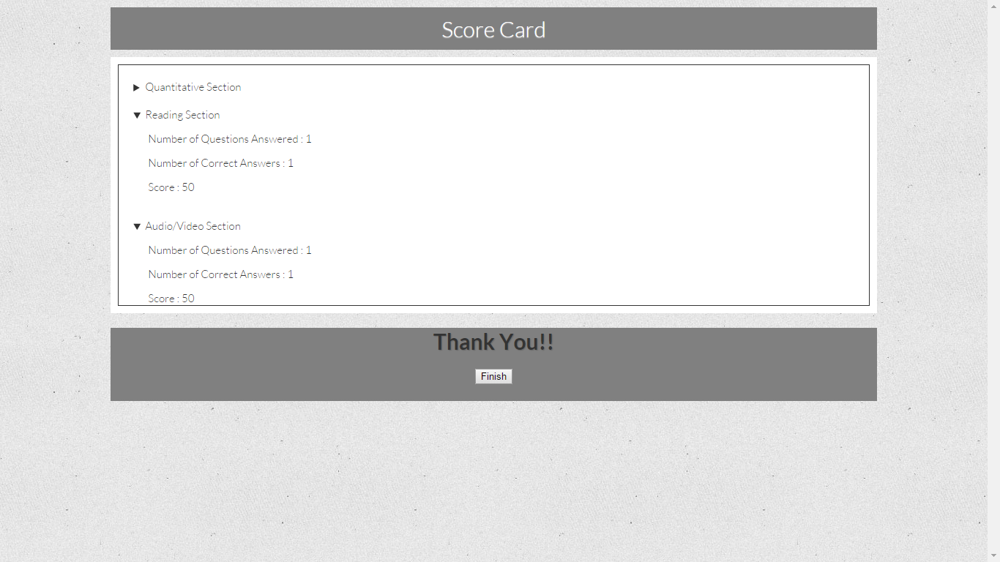 Score Card
Quantitative Section
Reading Section
Number of Questions Answered : 1
Number of Correct Answers : 1
Score : 50
Audio/Video Section
Number of Questions Answered : 1
Number of Correct Answers : 1
Score : 50
Thank You!!
Finish